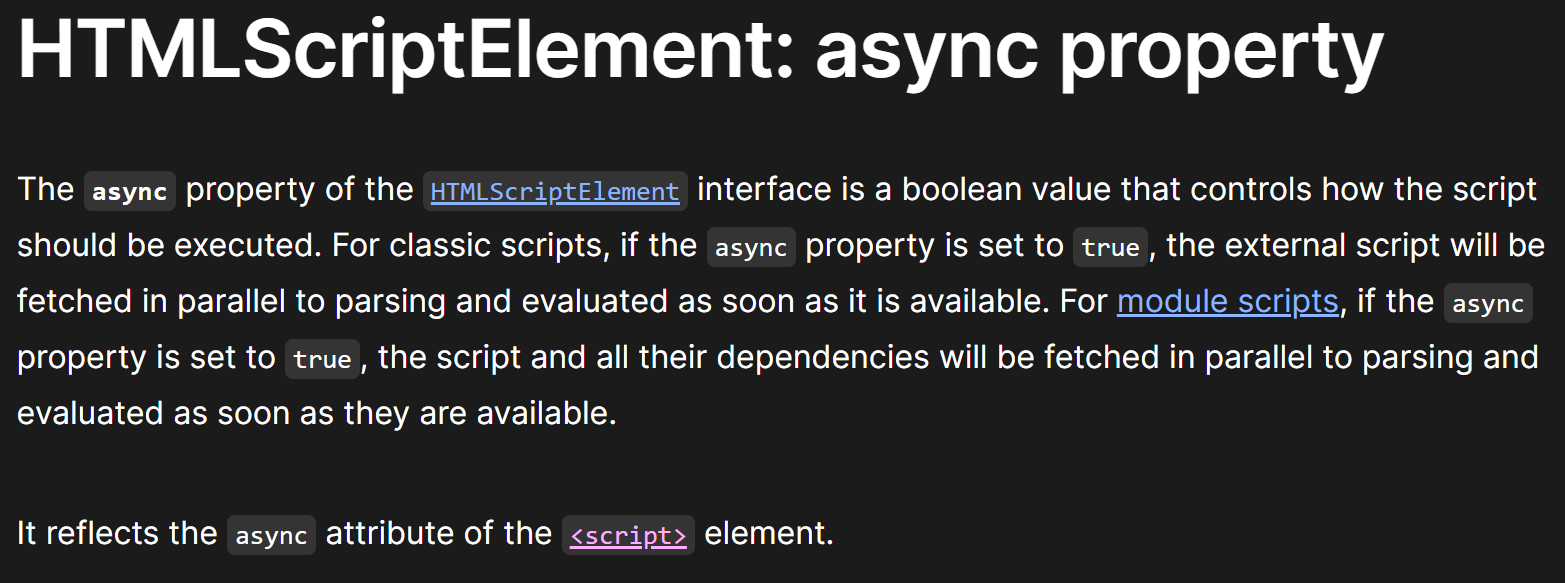 HTMLScriptElement: async property
The async property of the HTMLScriptElement interface is a boolean value that controls how the script
should be executed. For classic scripts, if the async property is set to true, the external script will be
fetched in parallel to parsing and evaluated as soon as it is available. For module scripts, if the async
property is set to true, the script and all their dependencies will be fetched in parallel to parsing and
evaluated as soon as they are available.
It reflects the async attribute of the <script> element.